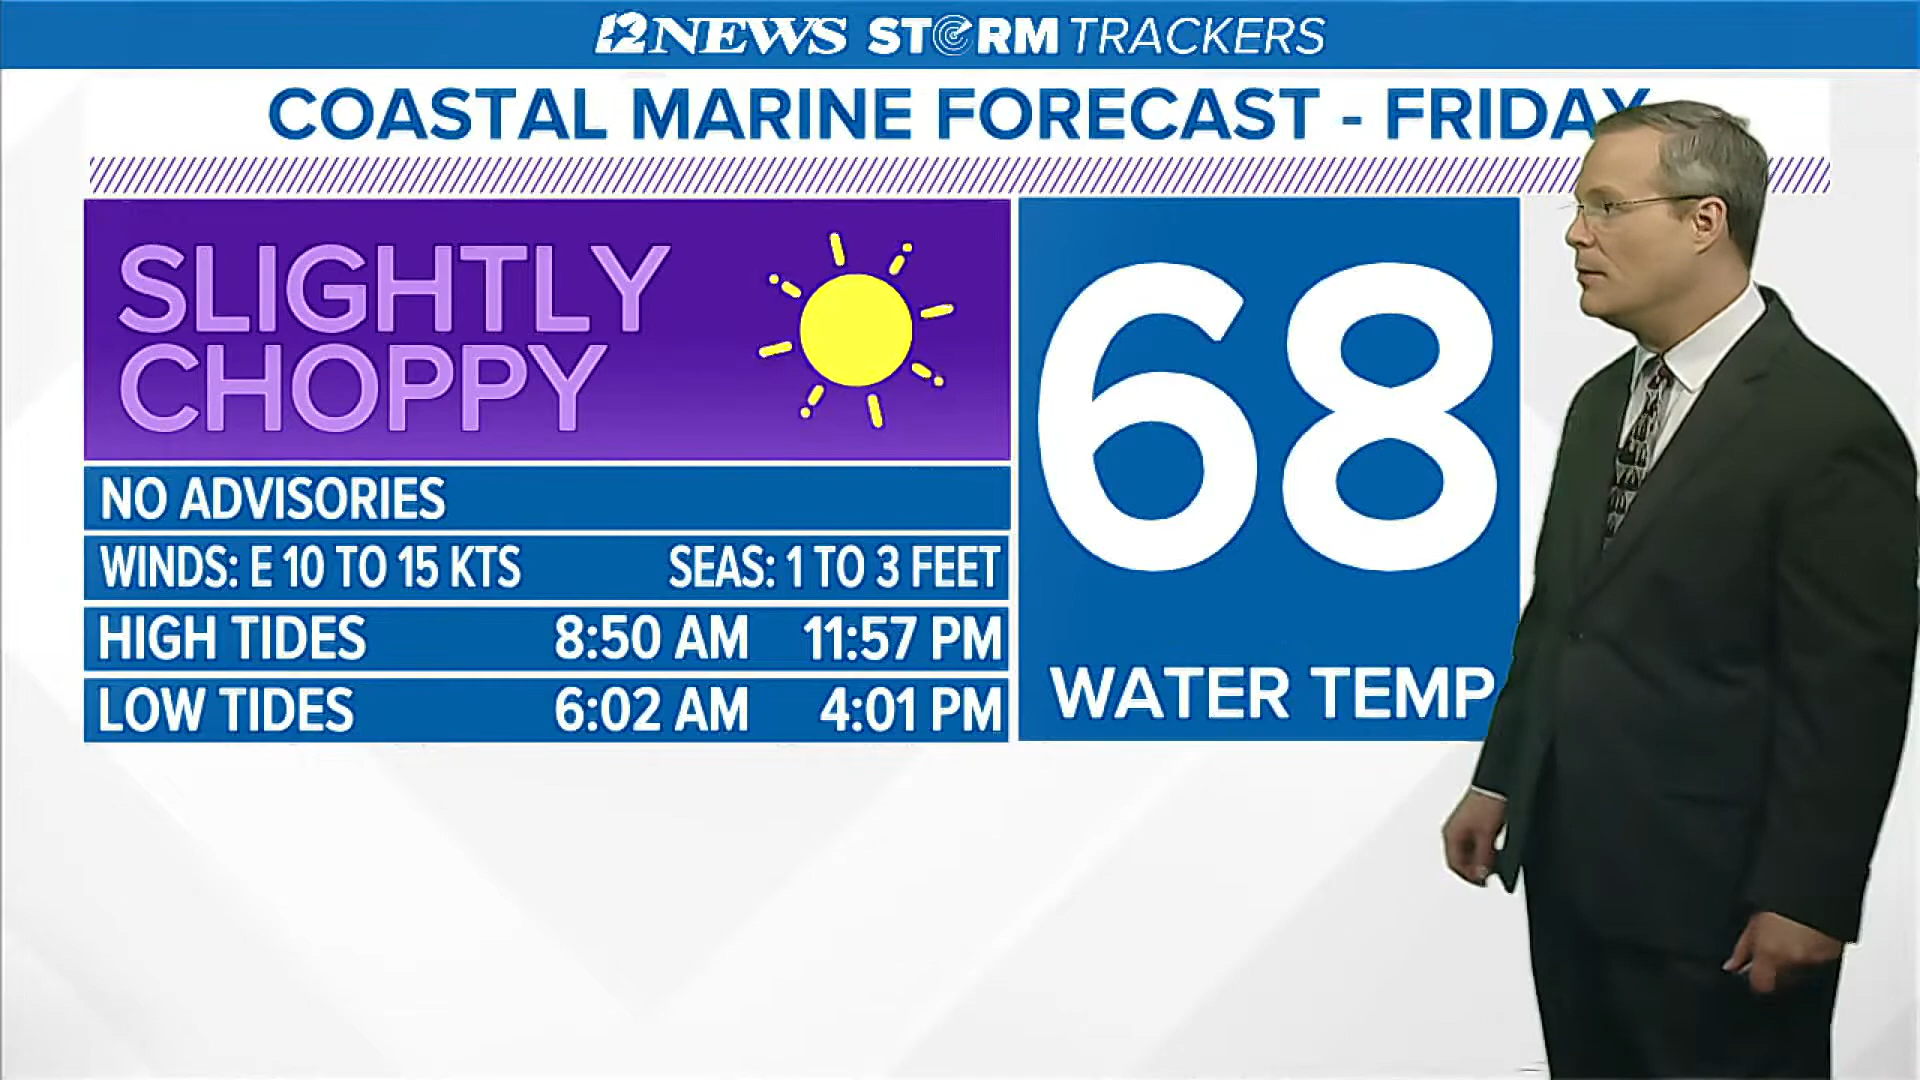 12NEWS STORM TRACKERS
COASTAL MARINE FORECAST - FRIDAY
SLIGHTLY
CHOPPY
NO ADVISORIES
WINDS: E 10 TO 15 KTS SEAS: 1 TO 3 FEET
HIGH TIDES 8:50 AM 11:57 PM
LOW TIDES 6:02 AM 4:01 PM
68
WATER TEMP